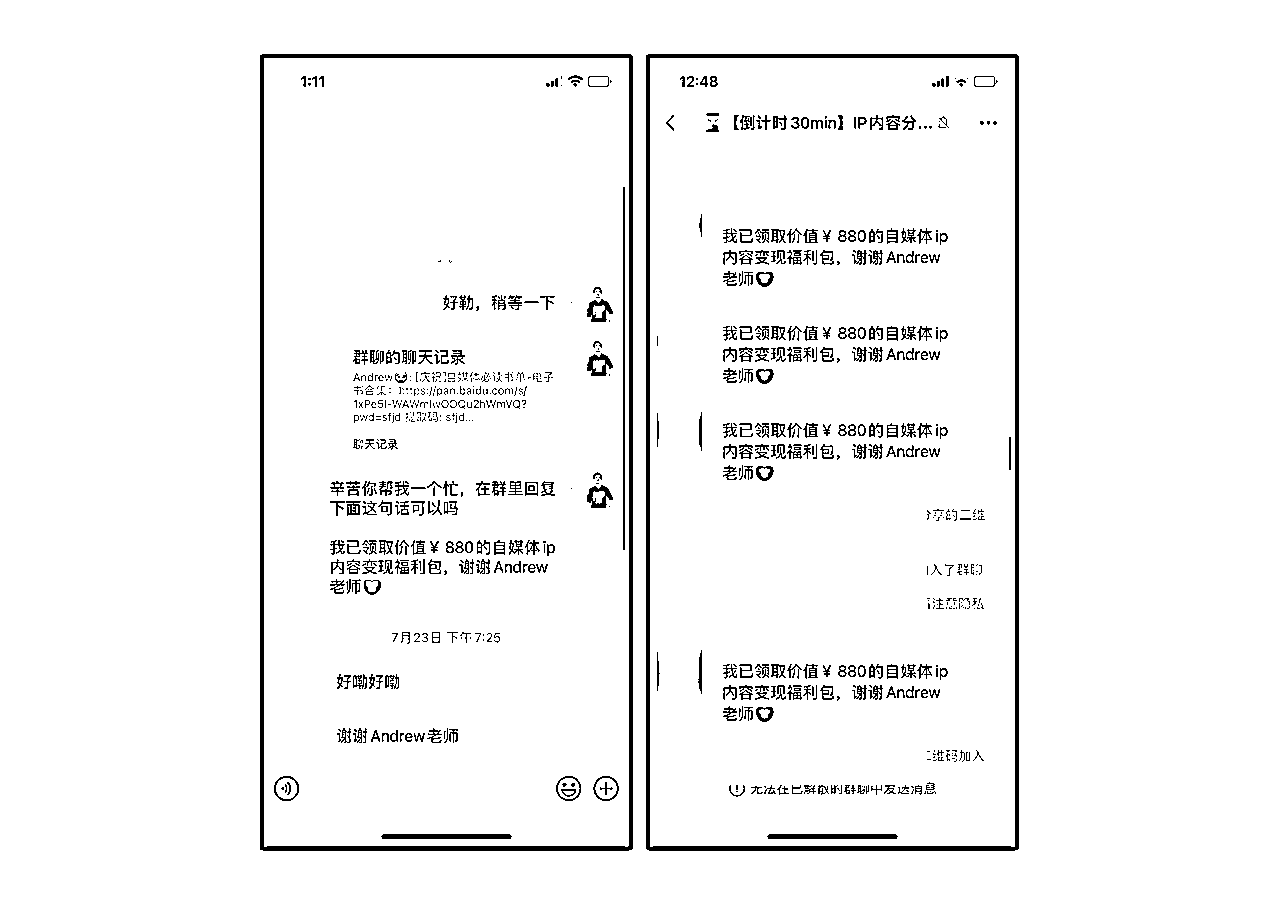 1:11
好勒，稍等一下
群聊的聊天记录
Andrew😎: [庆祝]自媒体必读书单-电子
书合集：https://pan.baidu.com/s/
pwd=sfjd 提取码: sfjd...
聊天记录
辛苦你帮我一个忙，在群里回复
下面这句话可以吗
我已领取价值¥ 880的自媒体ip
内容变现福利包，谢谢Andrew
老师
7月23日 下午7:25
好嘞好嘞
谢谢Andrew老师
12:48
⏳【倒计时30min】IP内容分...
我已领取价值¥ 880的自媒体ip
内容变现福利包，谢谢Andrew
老师
我已领取价值¥ 880的自媒体ip
内容变现福利包，谢谢Andrew
老师
我已领取价值¥ 880的自媒体ip
内容变现福利包，谢谢Andrew
老师
享的二维
入了群聊
注意隐私
我已领取价值¥ 880的自媒体ip
内容变现福利包，谢谢Andrew
老师
维码加入
无法在已解散的群聊中发送消息